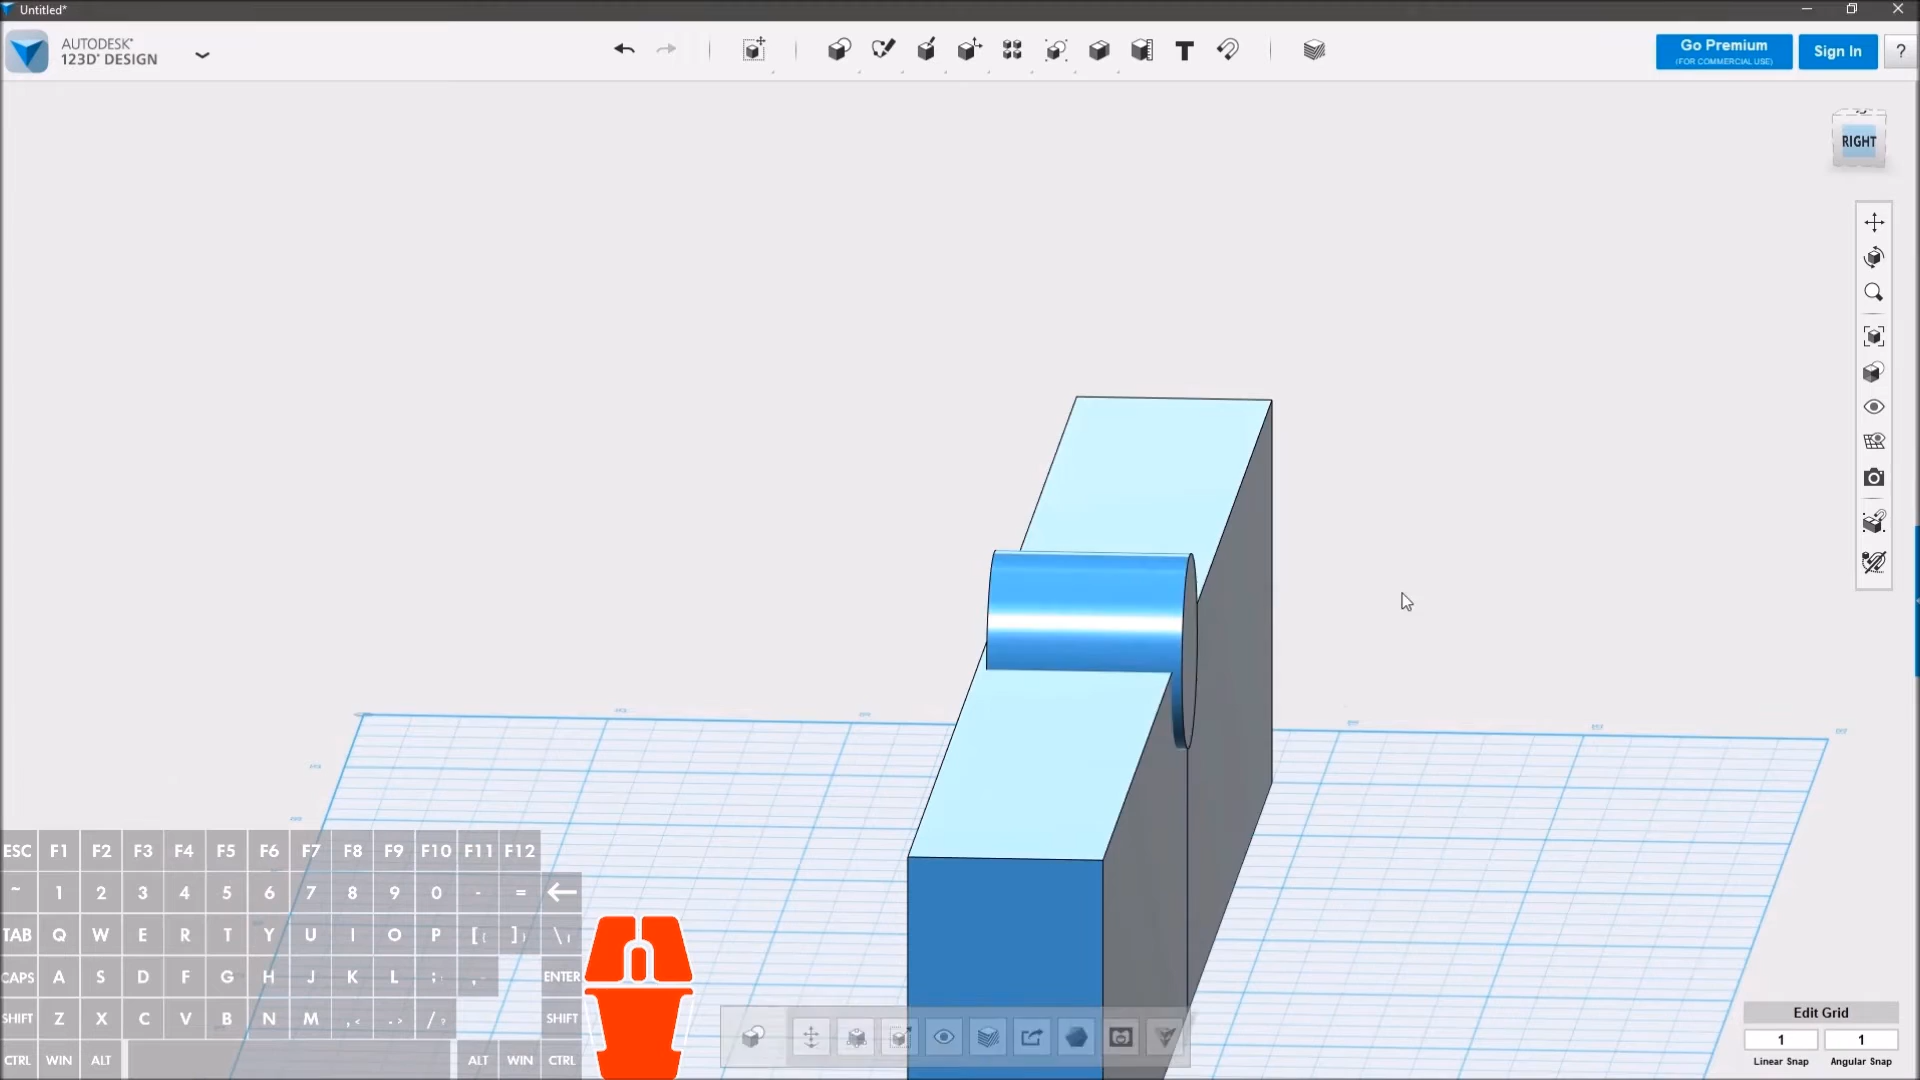 Untitled*
AUTODESK®
123D® DESIGN
Go Premium
(FOR COMMERCIAL USE)
Sign In
?
RIGHT
ESC F1 F2 F3 F4 F5 F6 F7 F8 F9 F10 F11 F12
~ 1 2 3 4 5 6 7 8 9 0 - =
TAB Q W E R T Y U I O P [{ ]} \|
CAPS A S D F G H J K L ; , ENTER
SHIFT Z X C V B N M ,< .> /? SHIFT
CTRL WIN ALT ALT WIN CTRL
Edit Grid
1 1
Linear Snap Angular Snap